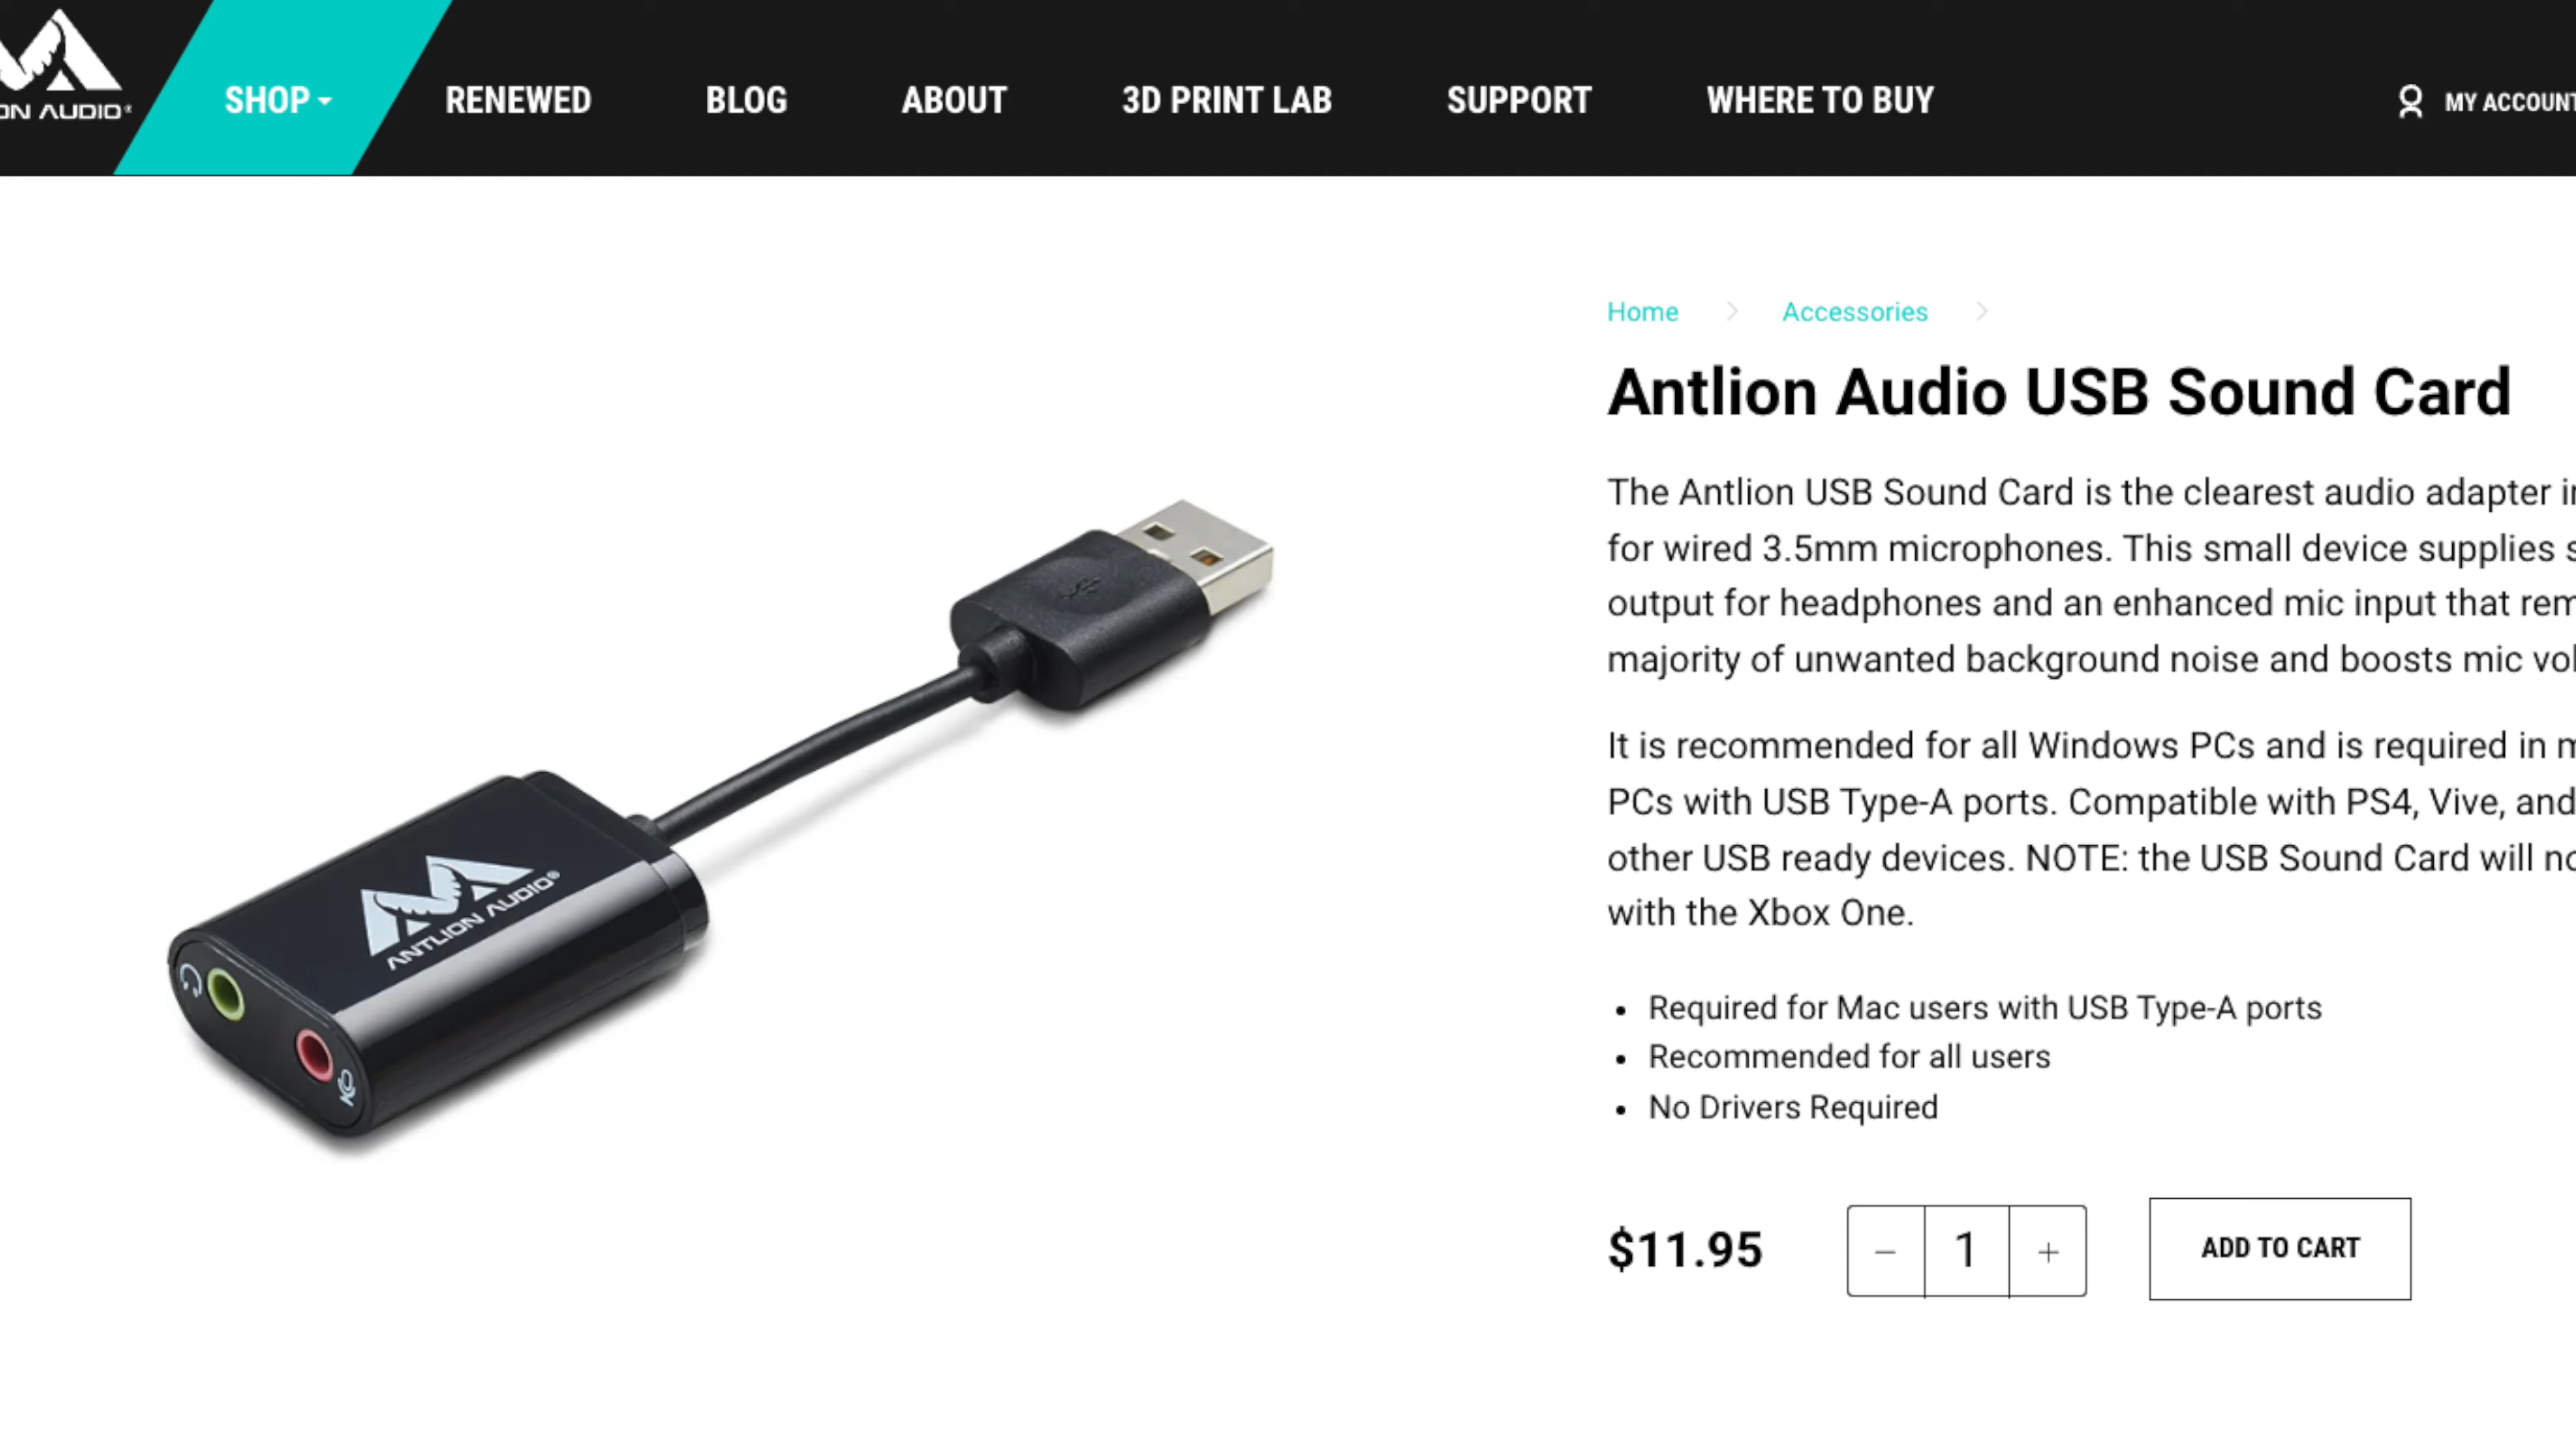 ON AUDIO®
SHOP
RENEWED
BLOG
ABOUT
3D PRINT LAB
SUPPORT
WHERE TO BUY
MY ACCOUNT
Home
Accessories
Antlion Audio USB Sound Card
The Antlion USB Sound Card is the clearest audio adapter
for wired 3.5mm microphones. This small device supplies
output for headphones and an enhanced mic input that
majority of unwanted background noise and boosts mic
It is recommended for all Windows PCs and is required in
PCs with USB Type-A ports. Compatible with PS4, Vive, and
other USB ready devices. NOTE: the USB Sound Card will
with the Xbox One.
• Required for Mac users with USB Type-A ports
• Recommended for all users
• No Drivers Required
$11.95
− 1 +
ADD TO CART
ANTLION AUDIO®